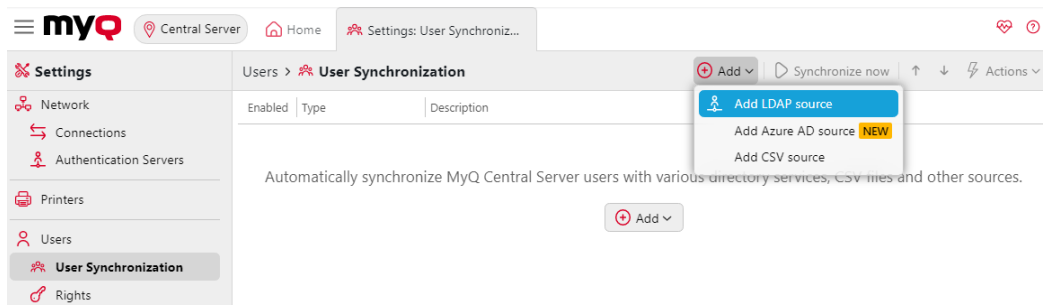 myQ Central Server Home Settings: User Synchroniz...
Settings
Users > User Synchronization
Add Synchronize now Actions
Network
Connections
Authentication Servers
Printers
Users
User Synchronization
Rights
Enabled Type Description
Add LDAP source
Add Azure AD source NEW
Add CSV source
Automatically synchronize MyQ Central Server users with various directory services, CSV files and other sources.
Add